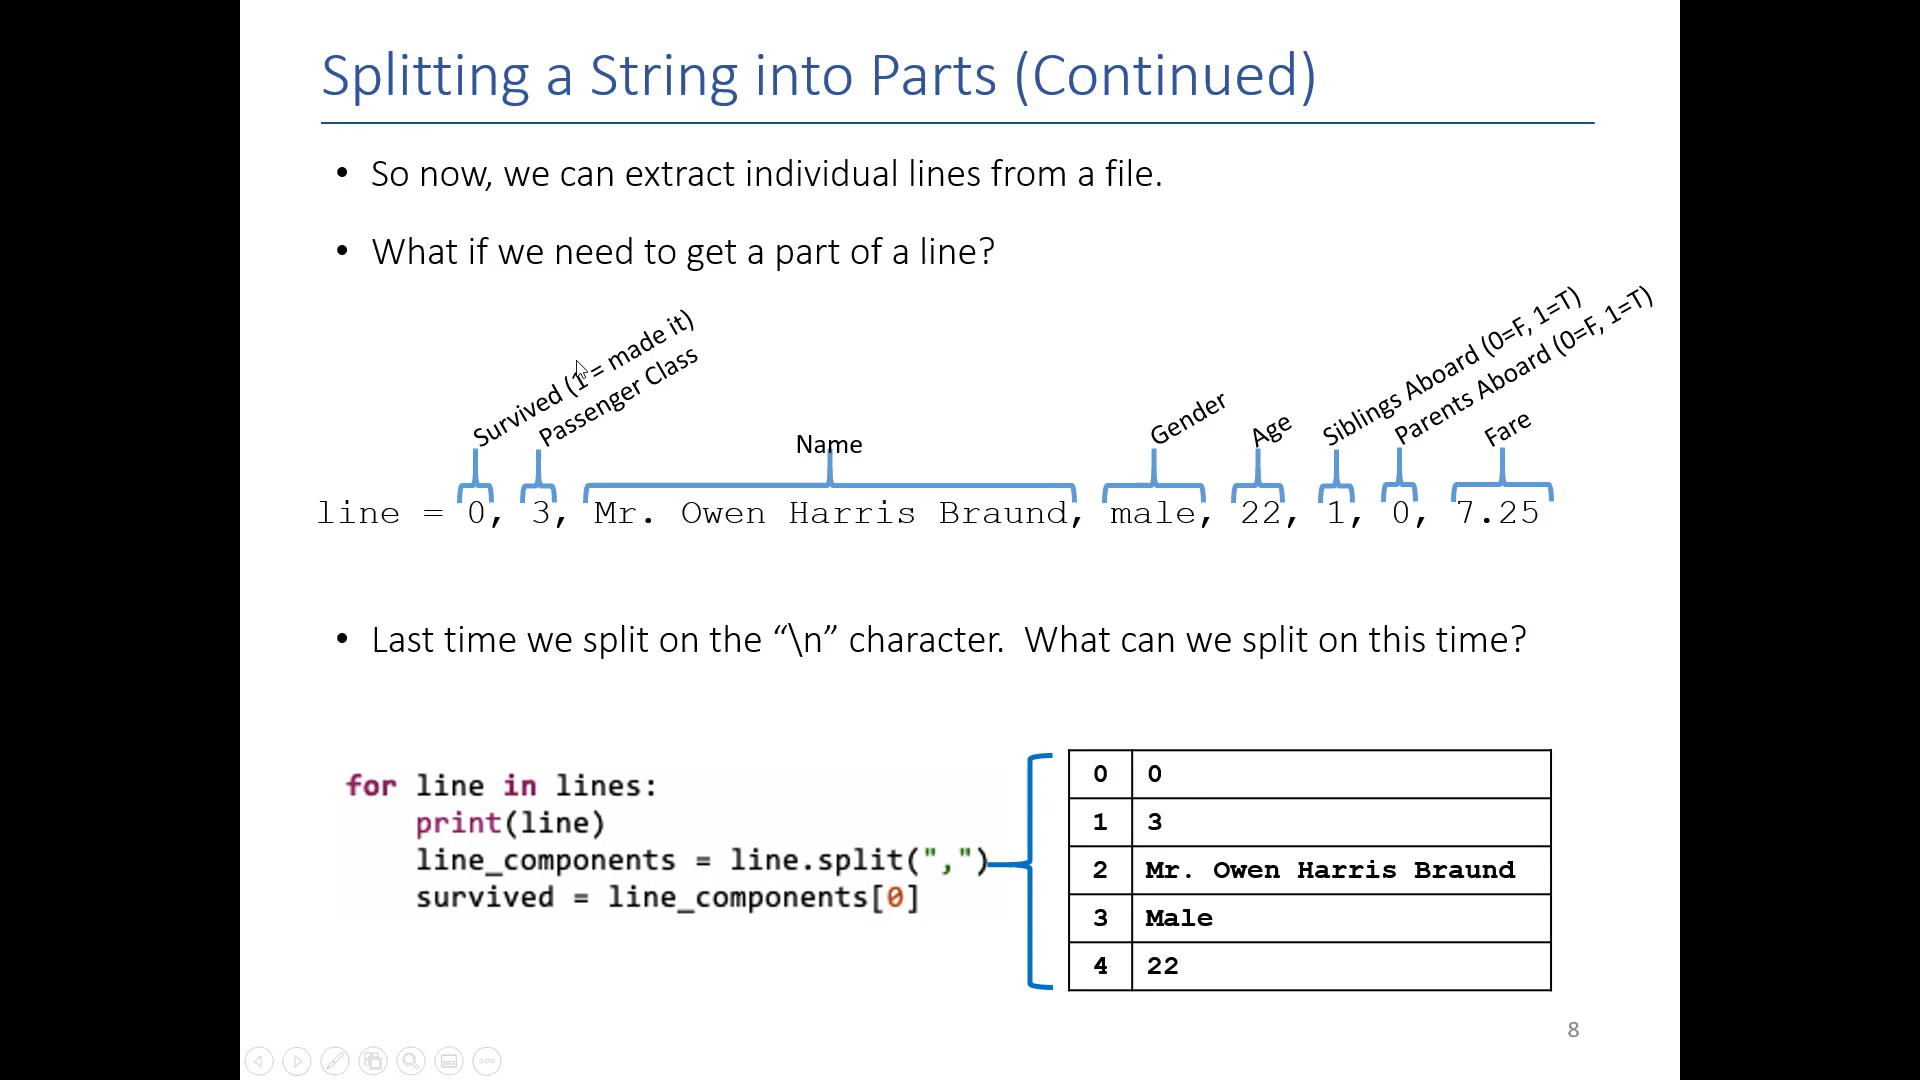 Splitting a String into Parts (Continued)
• So now, we can extract individual lines from a file.
• What if we need to get a part of a line?
Survived (1 = made it)
Passenger Class
Name
Gender
Age
Siblings Aboard (0=F, 1=T)
Parents Aboard (0=F, 1=T)
Fare
line = 0, 3, Mr. Owen Harris Braund, male, 22, 1, 0, 7.25
• Last time we split on the “\n” character.  What can we split on this time?
for line in lines:
    print(line)
    line_components = line.split(",")
    survived = line_components[0]
0 0
1 3
2 Mr. Owen Harris Braund
3 Male
4 22
8